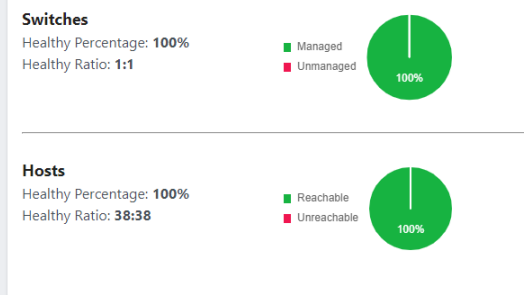 Switches
Healthy Percentage: 100%
Healthy Ratio: 1:1
Managed
Unmanaged
100%
Hosts
Healthy Percentage: 100%
Healthy Ratio: 38:38
Reachable
Unreachable
100%